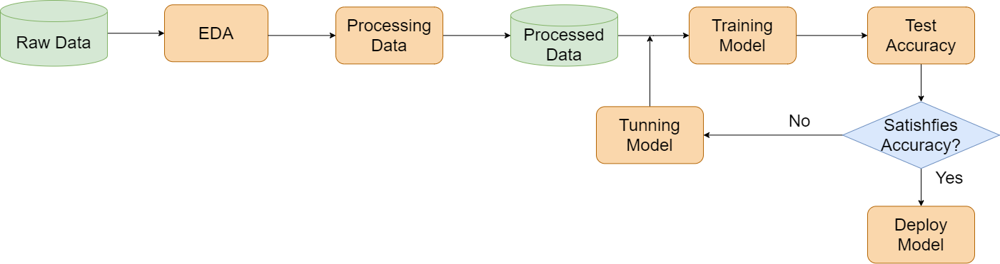 Raw Data
EDA
Processing
Data
Processed
Data
Training
Model
Test
Accuracy
Tunning
Model
No
Satishfies
Accuracy?
Yes
Deploy
Model